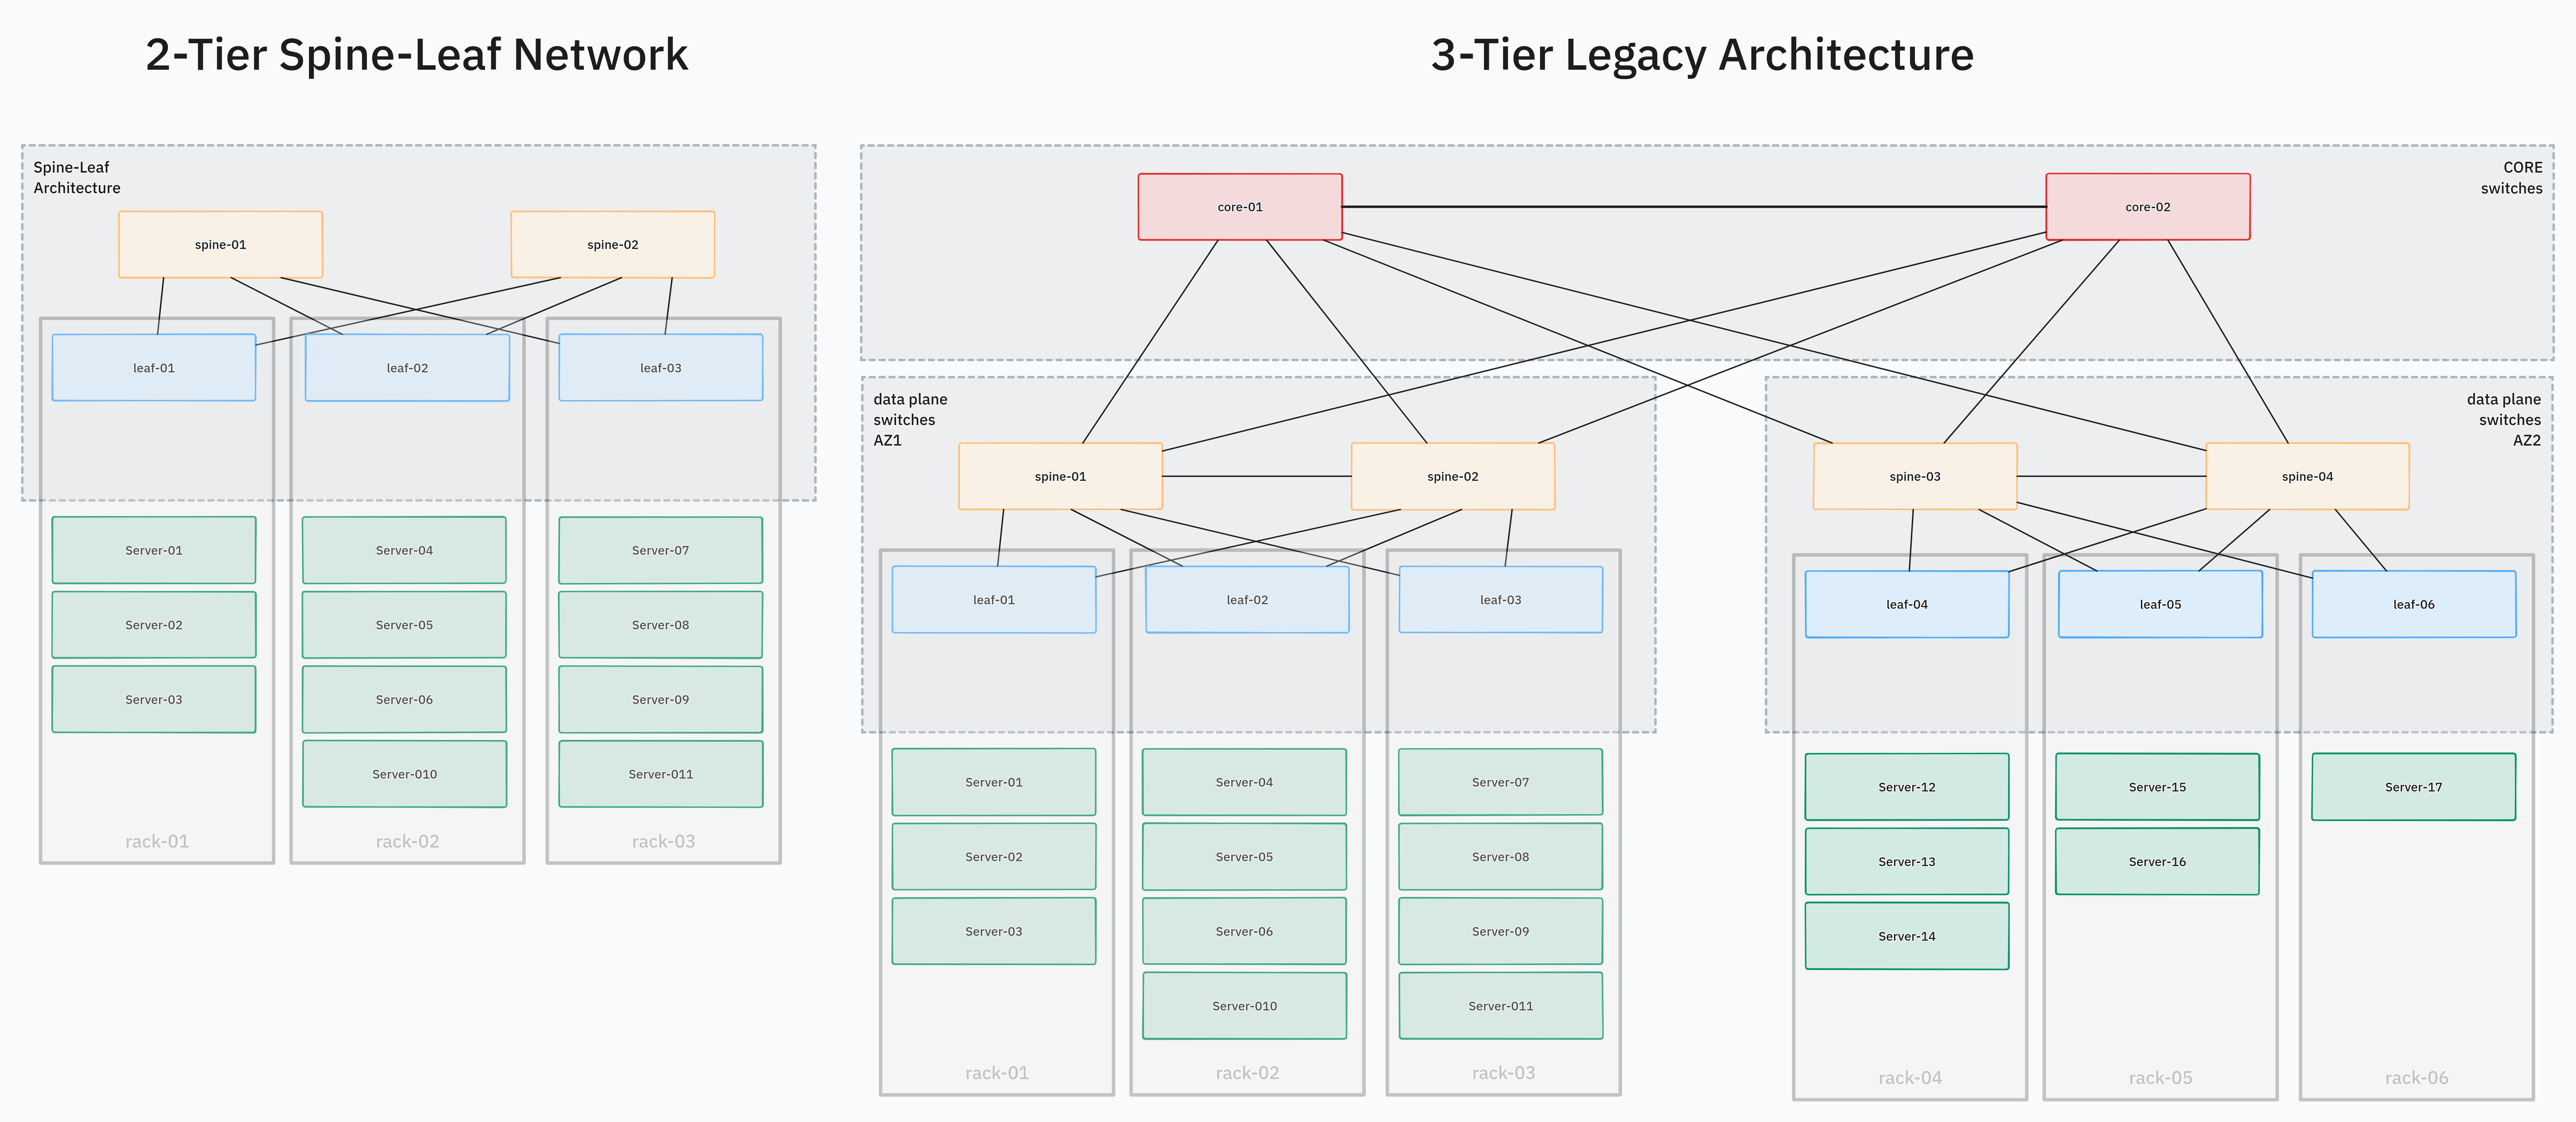 2-Tier Spine-Leaf Network
Spine-Leaf
Architecture
spine-01
spine-02
leaf-01
leaf-02
leaf-03
Server-01
Server-04
Server-07
Server-02
Server-05
Server-08
Server-03
Server-06
Server-09
Server-010
Server-011
rack-01
rack-02
rack-03
3-Tier Legacy Architecture
CORE
switches
core-01
core-02
data plane
switches
AZ1
spine-01
spine-02
leaf-01
leaf-02
leaf-03
Server-01
Server-04
Server-07
Server-02
Server-05
Server-08
Server-03
Server-06
Server-09
Server-010
Server-011
rack-01
rack-02
rack-03
data plane
switches
AZ2
spine-03
spine-04
leaf-04
leaf-05
leaf-06
Server-12
Server-15
Server-17
Server-13
Server-16
Server-14
rack-04
rack-05
rack-06